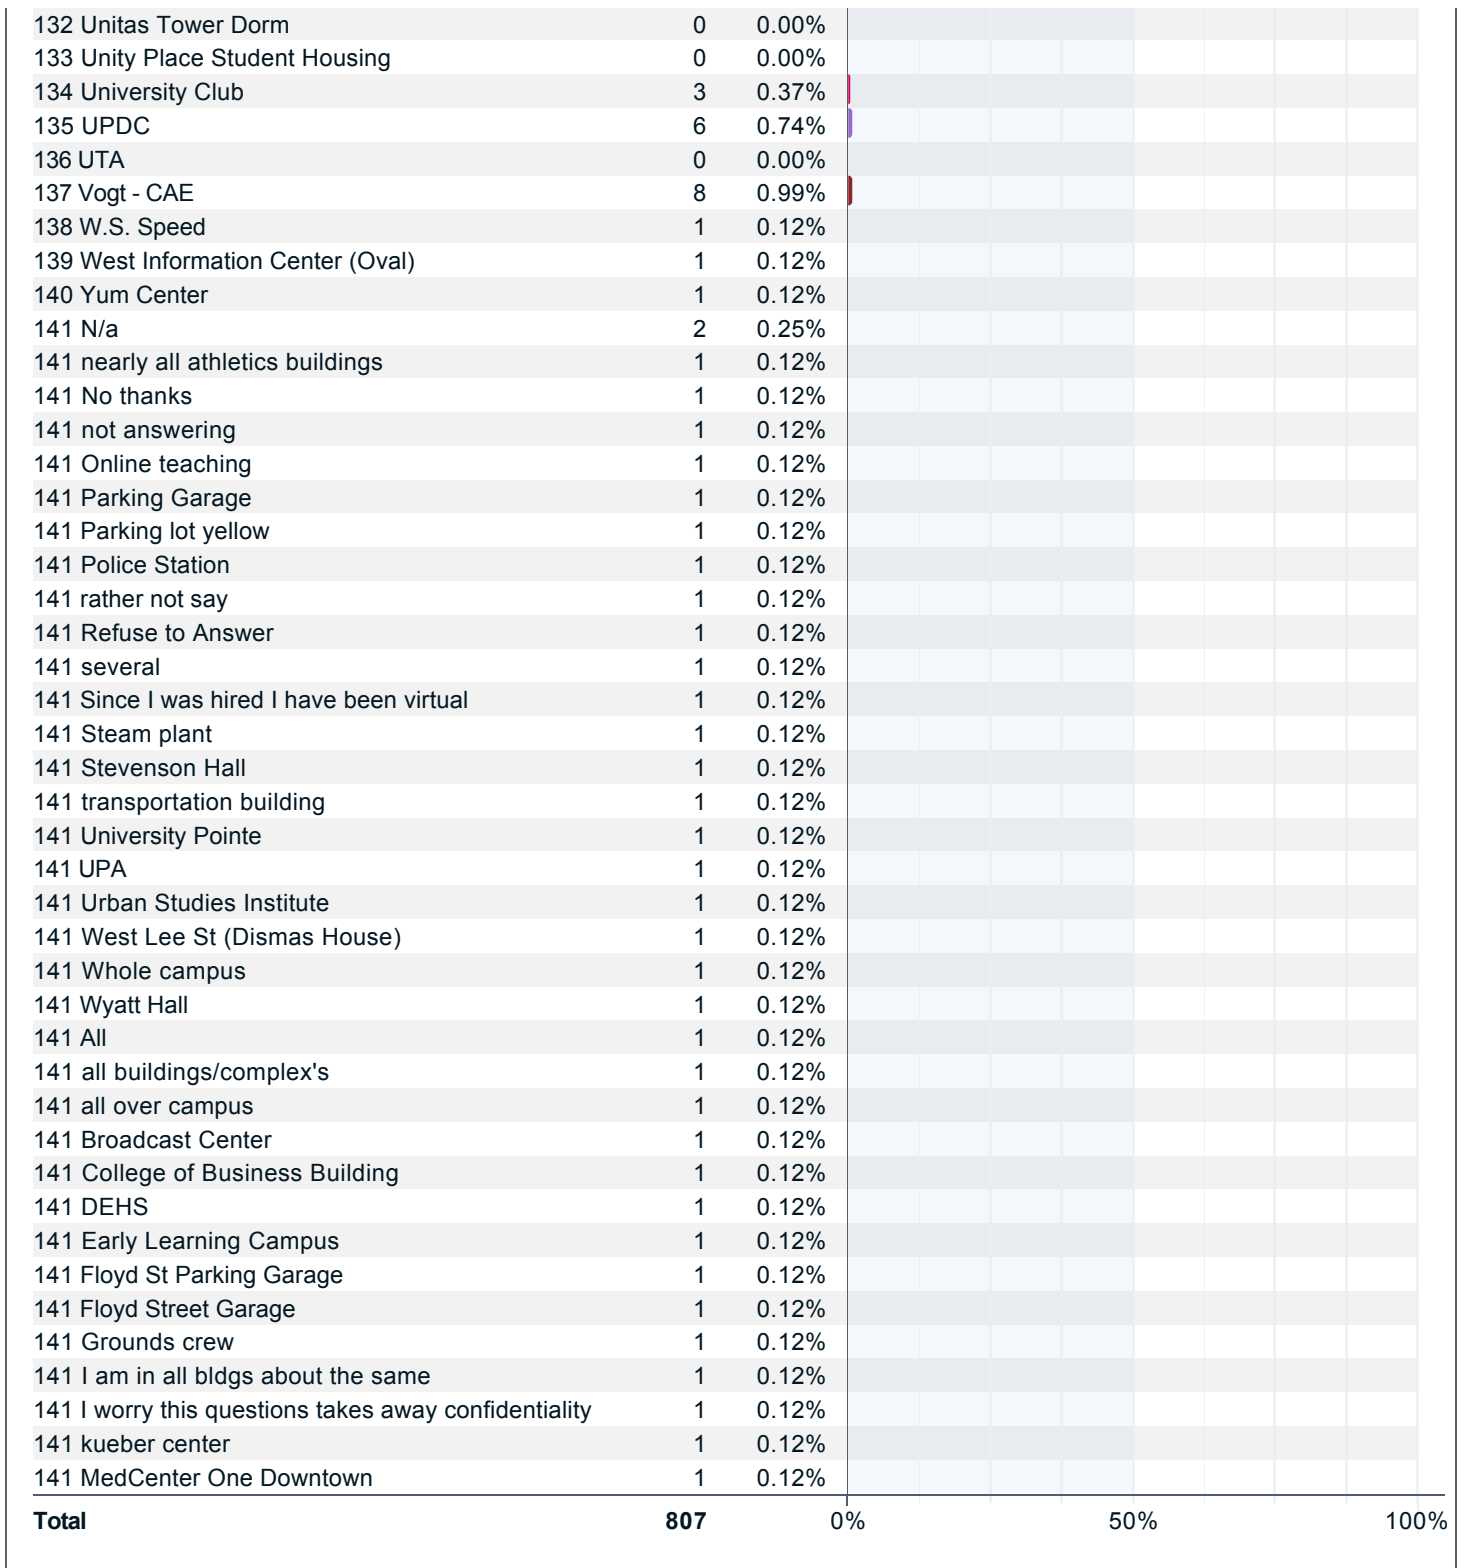 132 Unitas Tower Dorm 0 0.00%
133 Unity Place Student Housing 0 0.00%
134 University Club 3 0.37%
135 UPDC 6 0.74%
136 UTA 0 0.00%
137 Vogt - CAE 8 0.99%
138 W.S. Speed 1 0.12%
139 West Information Center (Oval) 1 0.12%
140 Yum Center 1 0.12%
141 N/a 2 0.25%
141 nearly all athletics buildings 1 0.12%
141 No thanks 1 0.12%
141 not answering 1 0.12%
141 Online teaching 1 0.12%
141 Parking Garage 1 0.12%
141 Parking lot yellow 1 0.12%
141 Police Station 1 0.12%
141 rather not say 1 0.12%
141 Refuse to Answer 1 0.12%
141 several 1 0.12%
141 Since I was hired I have been virtual 1 0.12%
141 Steam plant 1 0.12%
141 Stevenson Hall 1 0.12%
141 transportation building 1 0.12%
141 University Pointe 1 0.12%
141 UPA 1 0.12%
141 Urban Studies Institute 1 0.12%
141 West Lee St (Dismas House) 1 0.12%
141 Whole campus 1 0.12%
141 Wyatt Hall 1 0.12%
141 All 1 0.12%
141 all buildings/complex's 1 0.12%
141 all over campus 1 0.12%
141 Broadcast Center 1 0.12%
141 College of Business Building 1 0.12%
141 DEHS 1 0.12%
141 Early Learning Campus 1 0.12%
141 Floyd St Parking Garage 1 0.12%
141 Floyd Street Garage 1 0.12%
141 Grounds crew 1 0.12%
141 I am in all bldgs about the same 1 0.12%
141 I worry this questions takes away confidentiality 1 0.12%
141 kueber center 1 0.12%
141 MedCenter One Downtown 1 0.12%
Total 807 0% 50% 100%